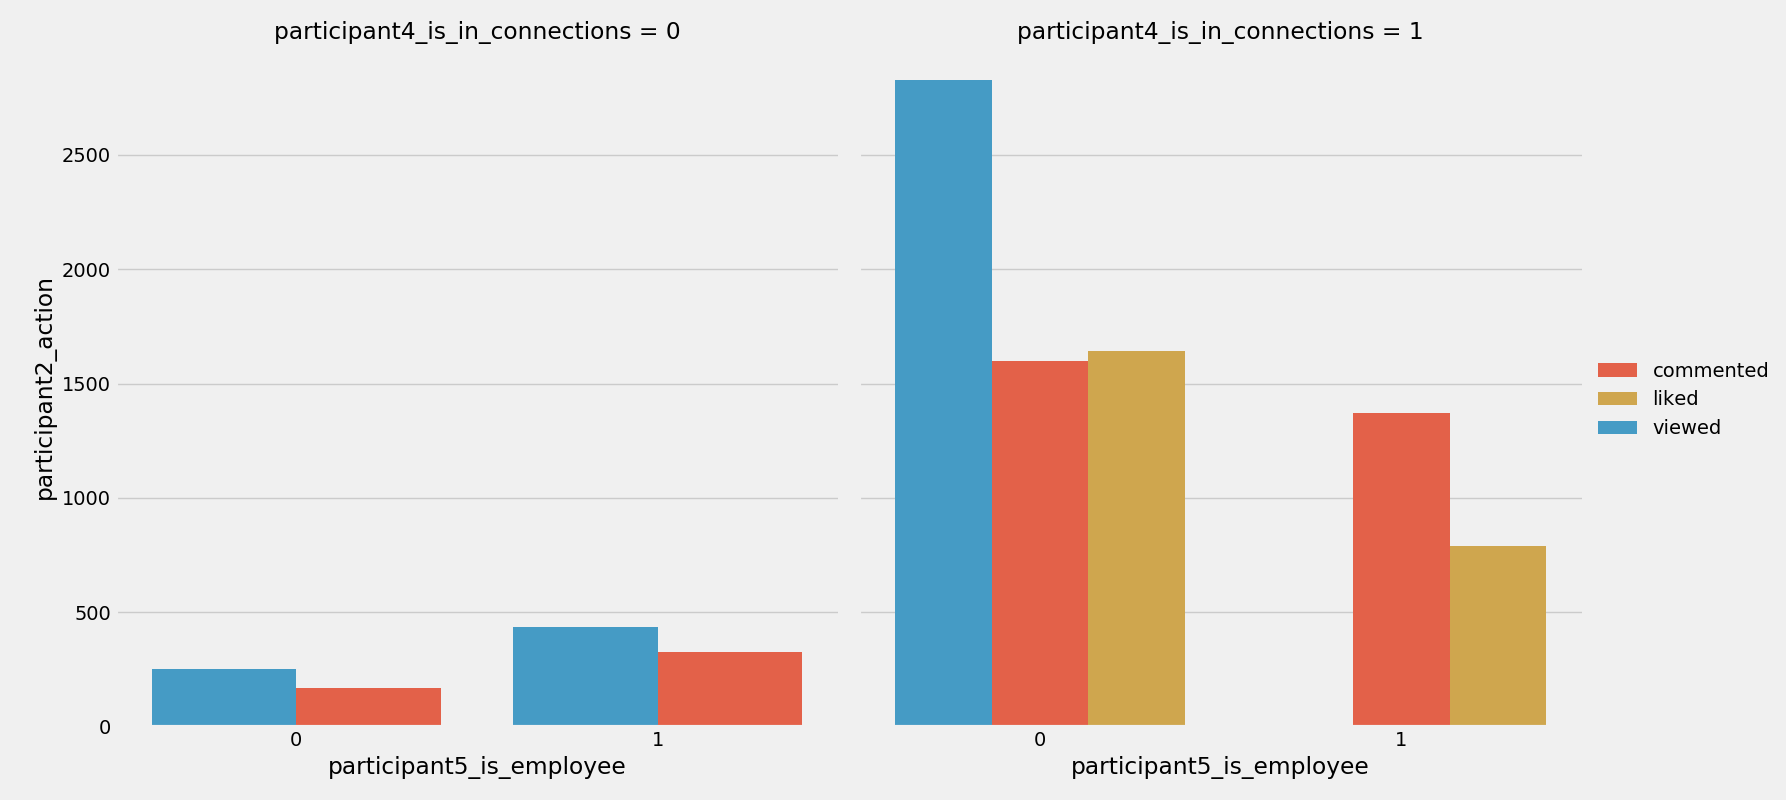 participant4_is_in_connections = 0
participant4_is_in_connections = 1
participant2_action
2500
2000
1500
1000
500
0
0
1
0
1
participant5_is_employee
participant5_is_employee
commented
liked
viewed